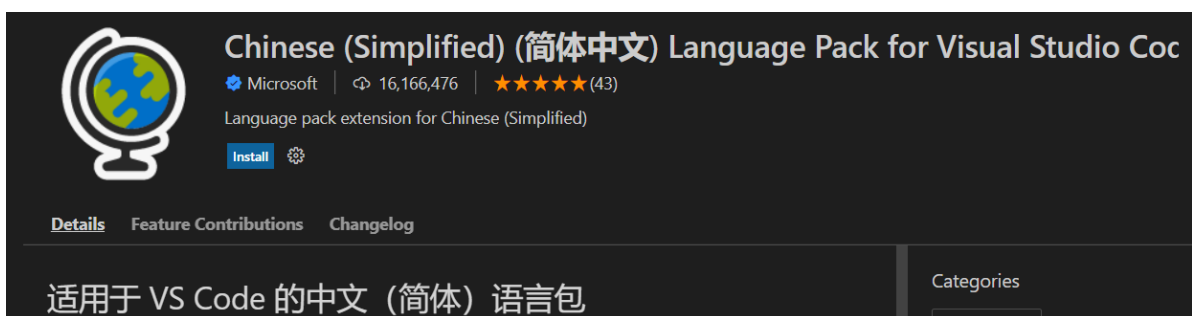 Chinese (Simplified) (简体中文) Language Pack for Visual Studio Coc
Microsoft 16,166,476 ★★★★★(43)
Language pack extension for Chinese (Simplified)
Install
Details Feature Contributions Changelog
适用于 VS Code 的中文（简体）语言包
Categories